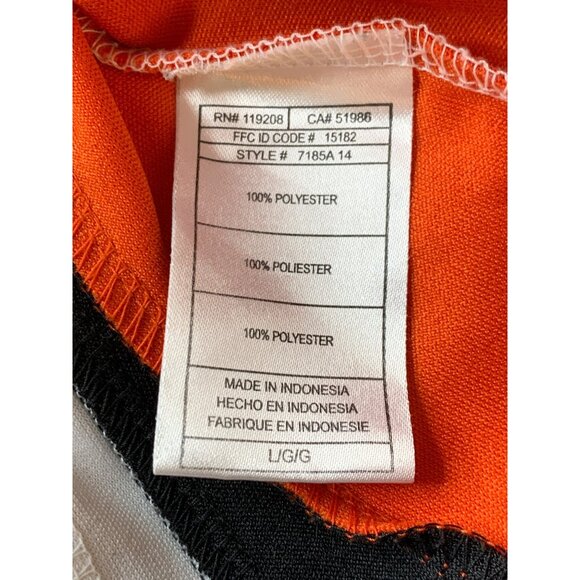 RN# 119208 CA# 51986
FFC ID CODE # 15182
STYLE # 7185A 14
100% POLYESTER
100% POLIESTER
100% POLYESTER
MADE IN INDONESIA
HECHO EN INDONESIA
FABRIQUE EN INDONESIE
L/G/G